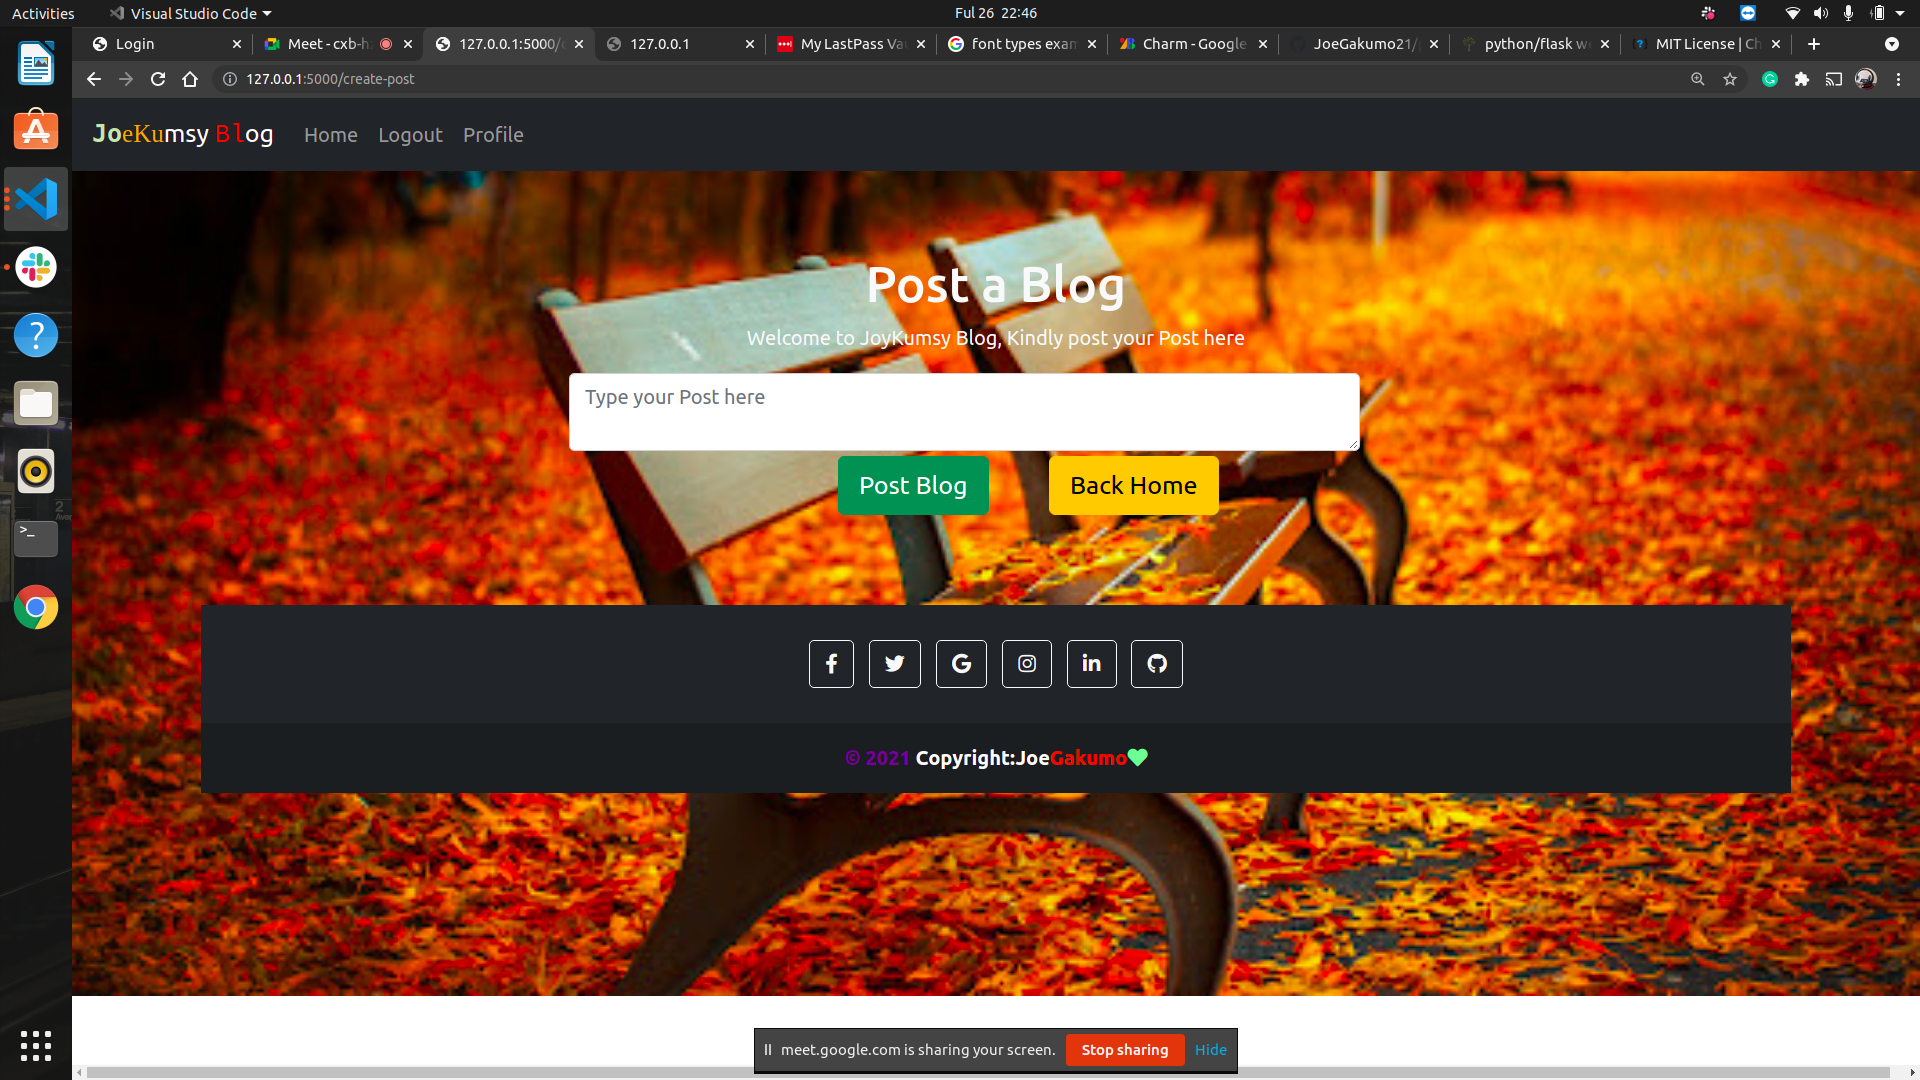 Activities
Visual Studio Code
Ful 26 22:46
Login
Meet - cxb-h
127.0.0.1:5000/
127.0.0.1
My LastPass Va
font types exam
Charm - Google
JoeGakumo21/
python/flask w
MIT License | Ch
127.0.0.1:5000/create-post
JoeKumsy Blog
Home
Logout
Profile
Post a Blog
Welcome to JoyKumsy Blog, Kindly post your Post here
Type your Post here
Post Blog
Back Home
© 2021 Copyright:JoeGakumo
meet.google.com is sharing your screen.
Stop sharing
Hide